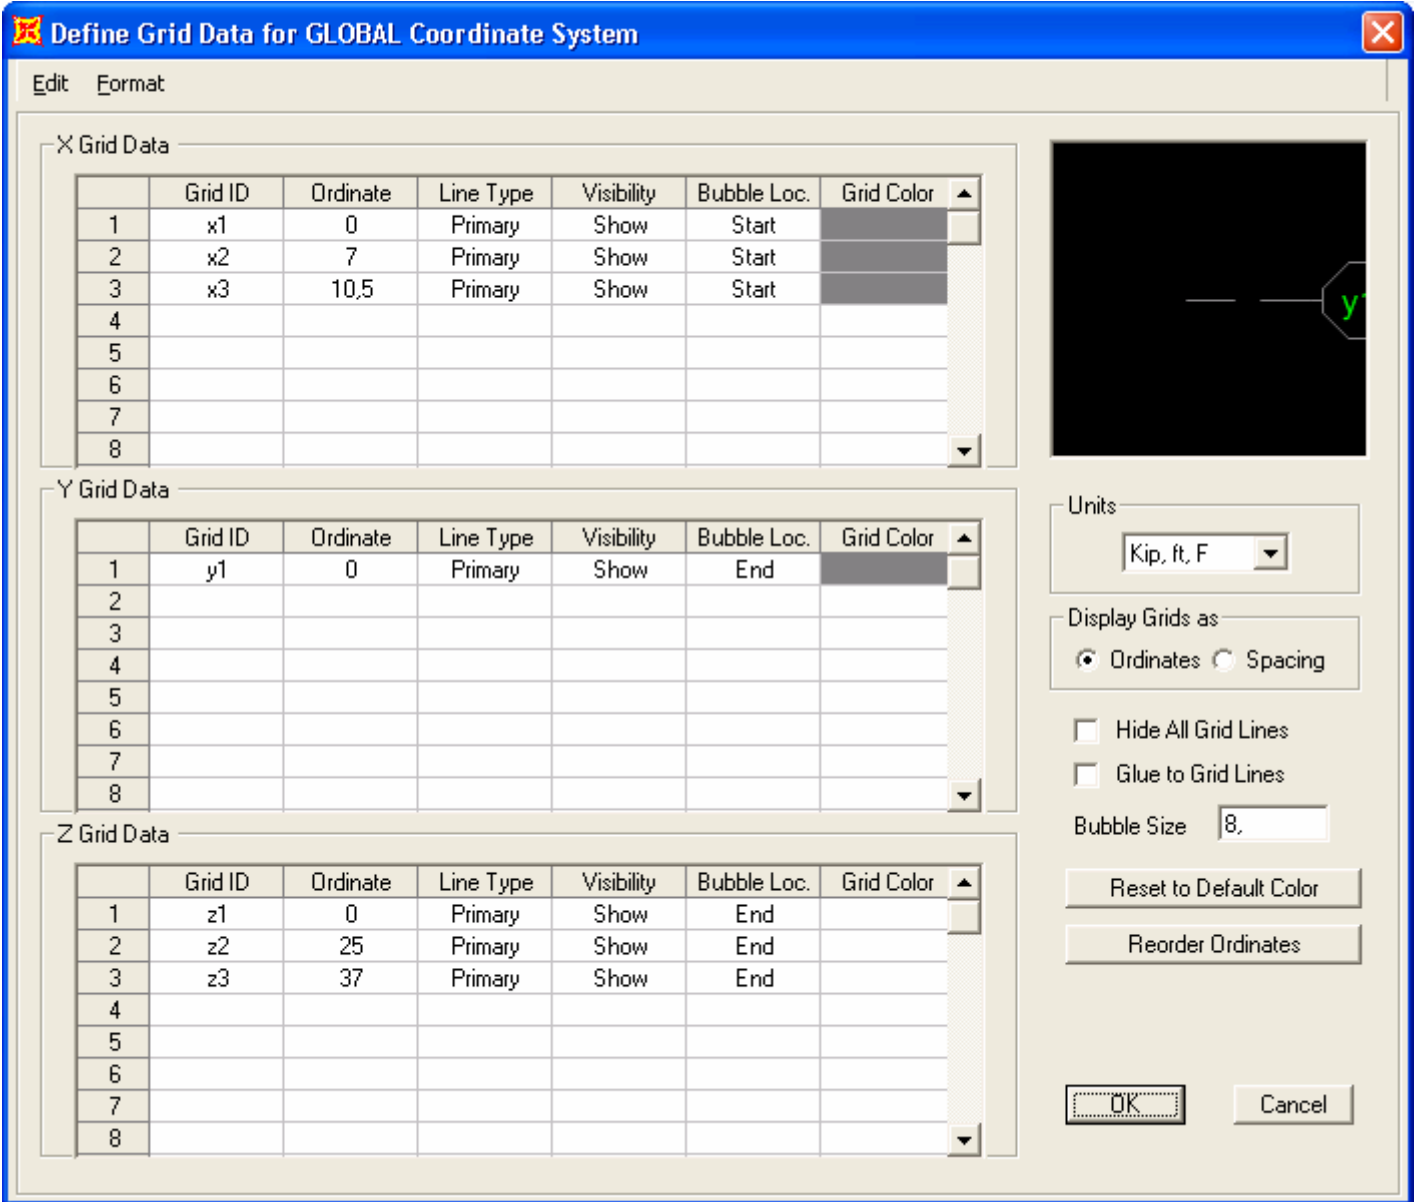 Define Grid Data for GLOBAL Coordinate System
Edit Format
X Grid Data
Grid ID Ordinate Line Type Visibility Bubble Loc. Grid Color
1 x1 0 Primary Show Start
2 x2 7 Primary Show Start
3 x3 10,5 Primary Show Start
4
5
6
7
8
Y Grid Data
Grid ID Ordinate Line Type Visibility Bubble Loc. Grid Color
1 y1 0 Primary Show End
2
3
4
5
6
7
8
Z Grid Data
Grid ID Ordinate Line Type Visibility Bubble Loc. Grid Color
1 z1 0 Primary Show End
2 z2 25 Primary Show End
3 z3 37 Primary Show End
4
5
6
7
8
y1
Units
Kip, ft, F
Display Grids as
Ordinates Spacing
Hide All Grid Lines
Glue to Grid Lines
Bubble Size 8,
Reset to Default Color
Reorder Ordinates
OK Cancel